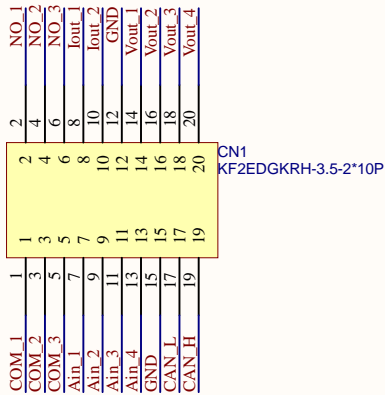 NO_1
NO_2
NO_3
Iout_1
Iout_2
GND
Vout_1
Vout_2
Vout_3
Vout_4
2 4 6 8 10 12 14 16 18 20
2 4 6 8 10 12 14 16 18 20
CN1
KF2EDGKRH-3.5-2*10P
1 3 5 7 9 11 13 15 17 19
1 3 5 7 9 11 13 15 17 19
COM_1
COM_2
COM_3
Ain_1
Ain_2
Ain_3
Ain_4
GND
CAN_L
CAN_H